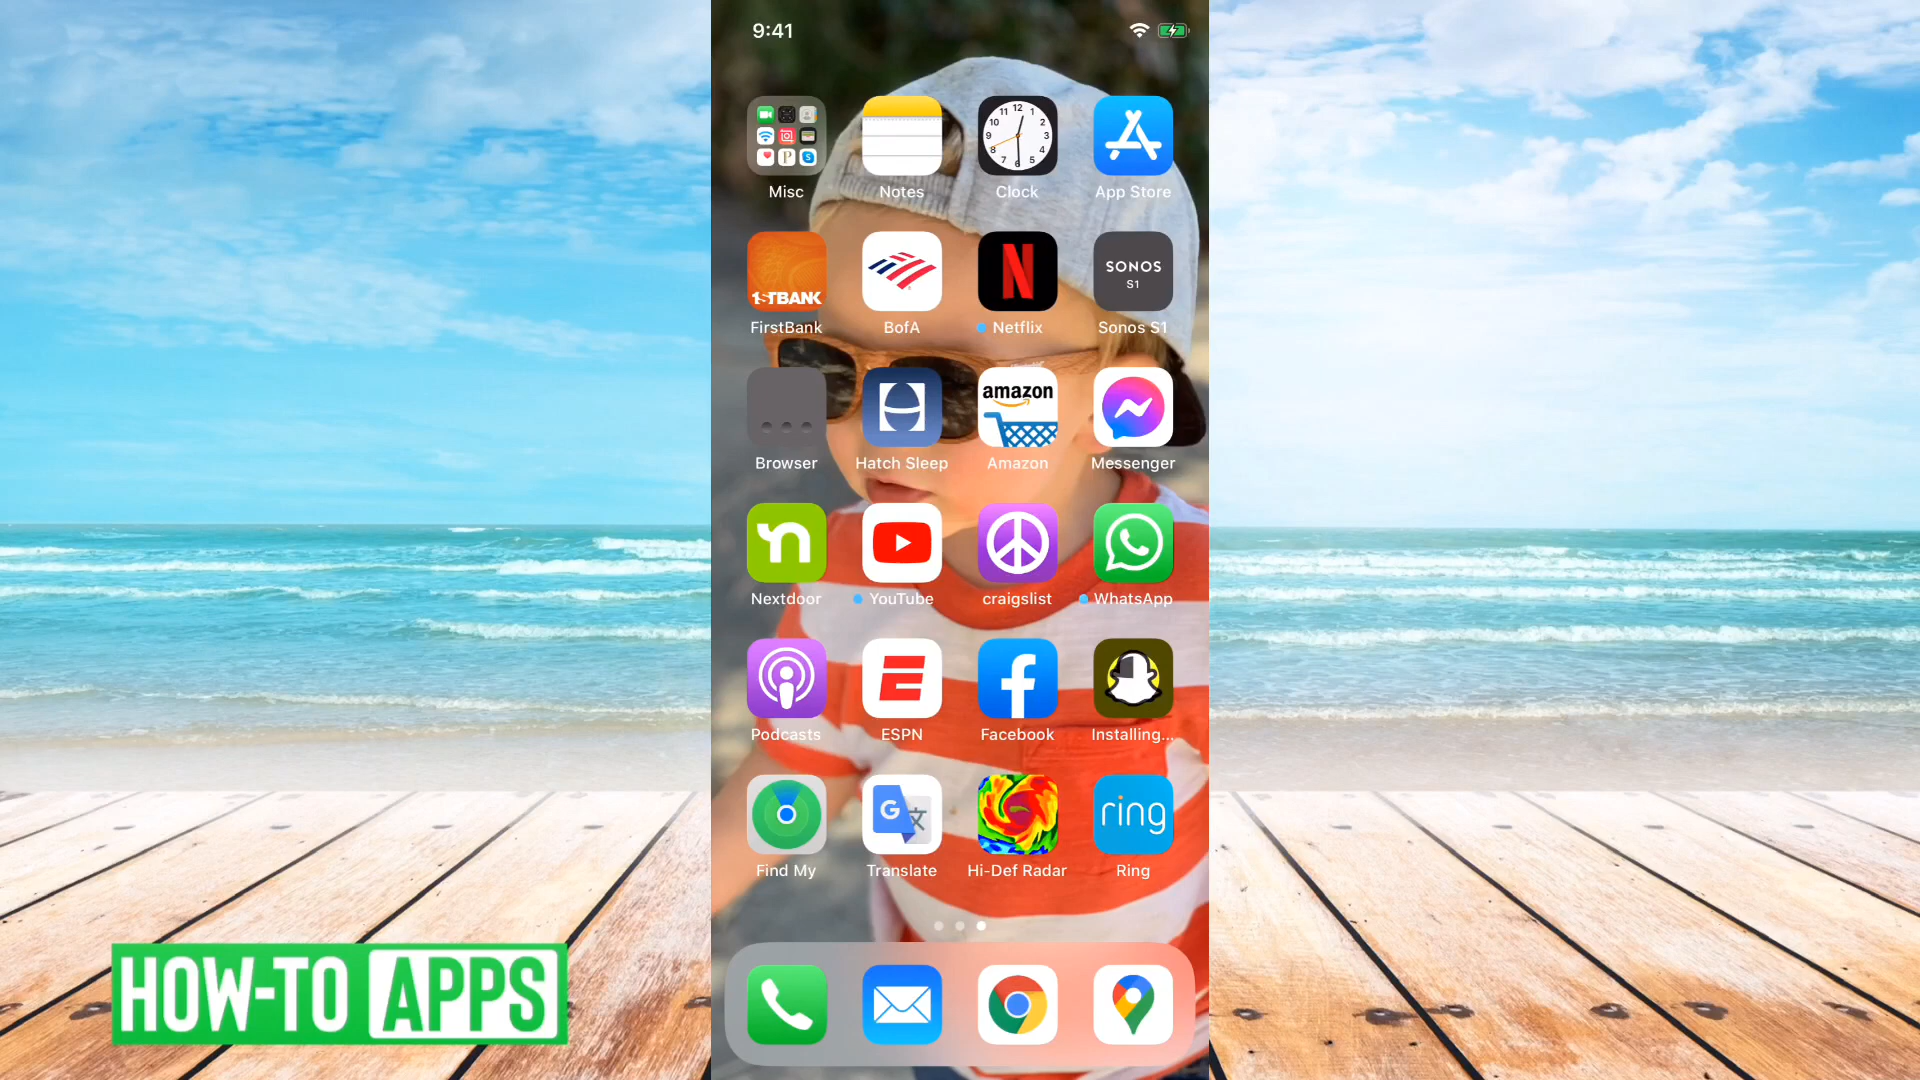 9:41
Misc
Notes
Clock
App Store
1STBANK
SONOS
S1
FirstBank
BofA
Netflix
Sonos S1
amazon
Browser
Hatch Sleep
Amazon
Messenger
Nextdoor
YouTube
craigslist
WhatsApp
Podcasts
ESPN
Facebook
Installing...
ring
Find My
Translate
Hi-Def Radar
Ring
HOW-TO APPS